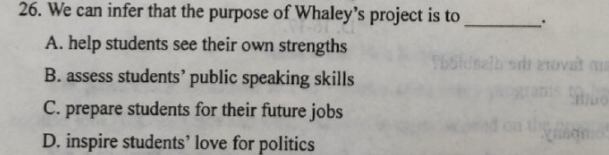 26. We can infer that the purpose of Whaley's project is to ________.
A. help students see their own strengths
B. assess students' public speaking skills
C. prepare students for their future jobs
D. inspire students' love for politics